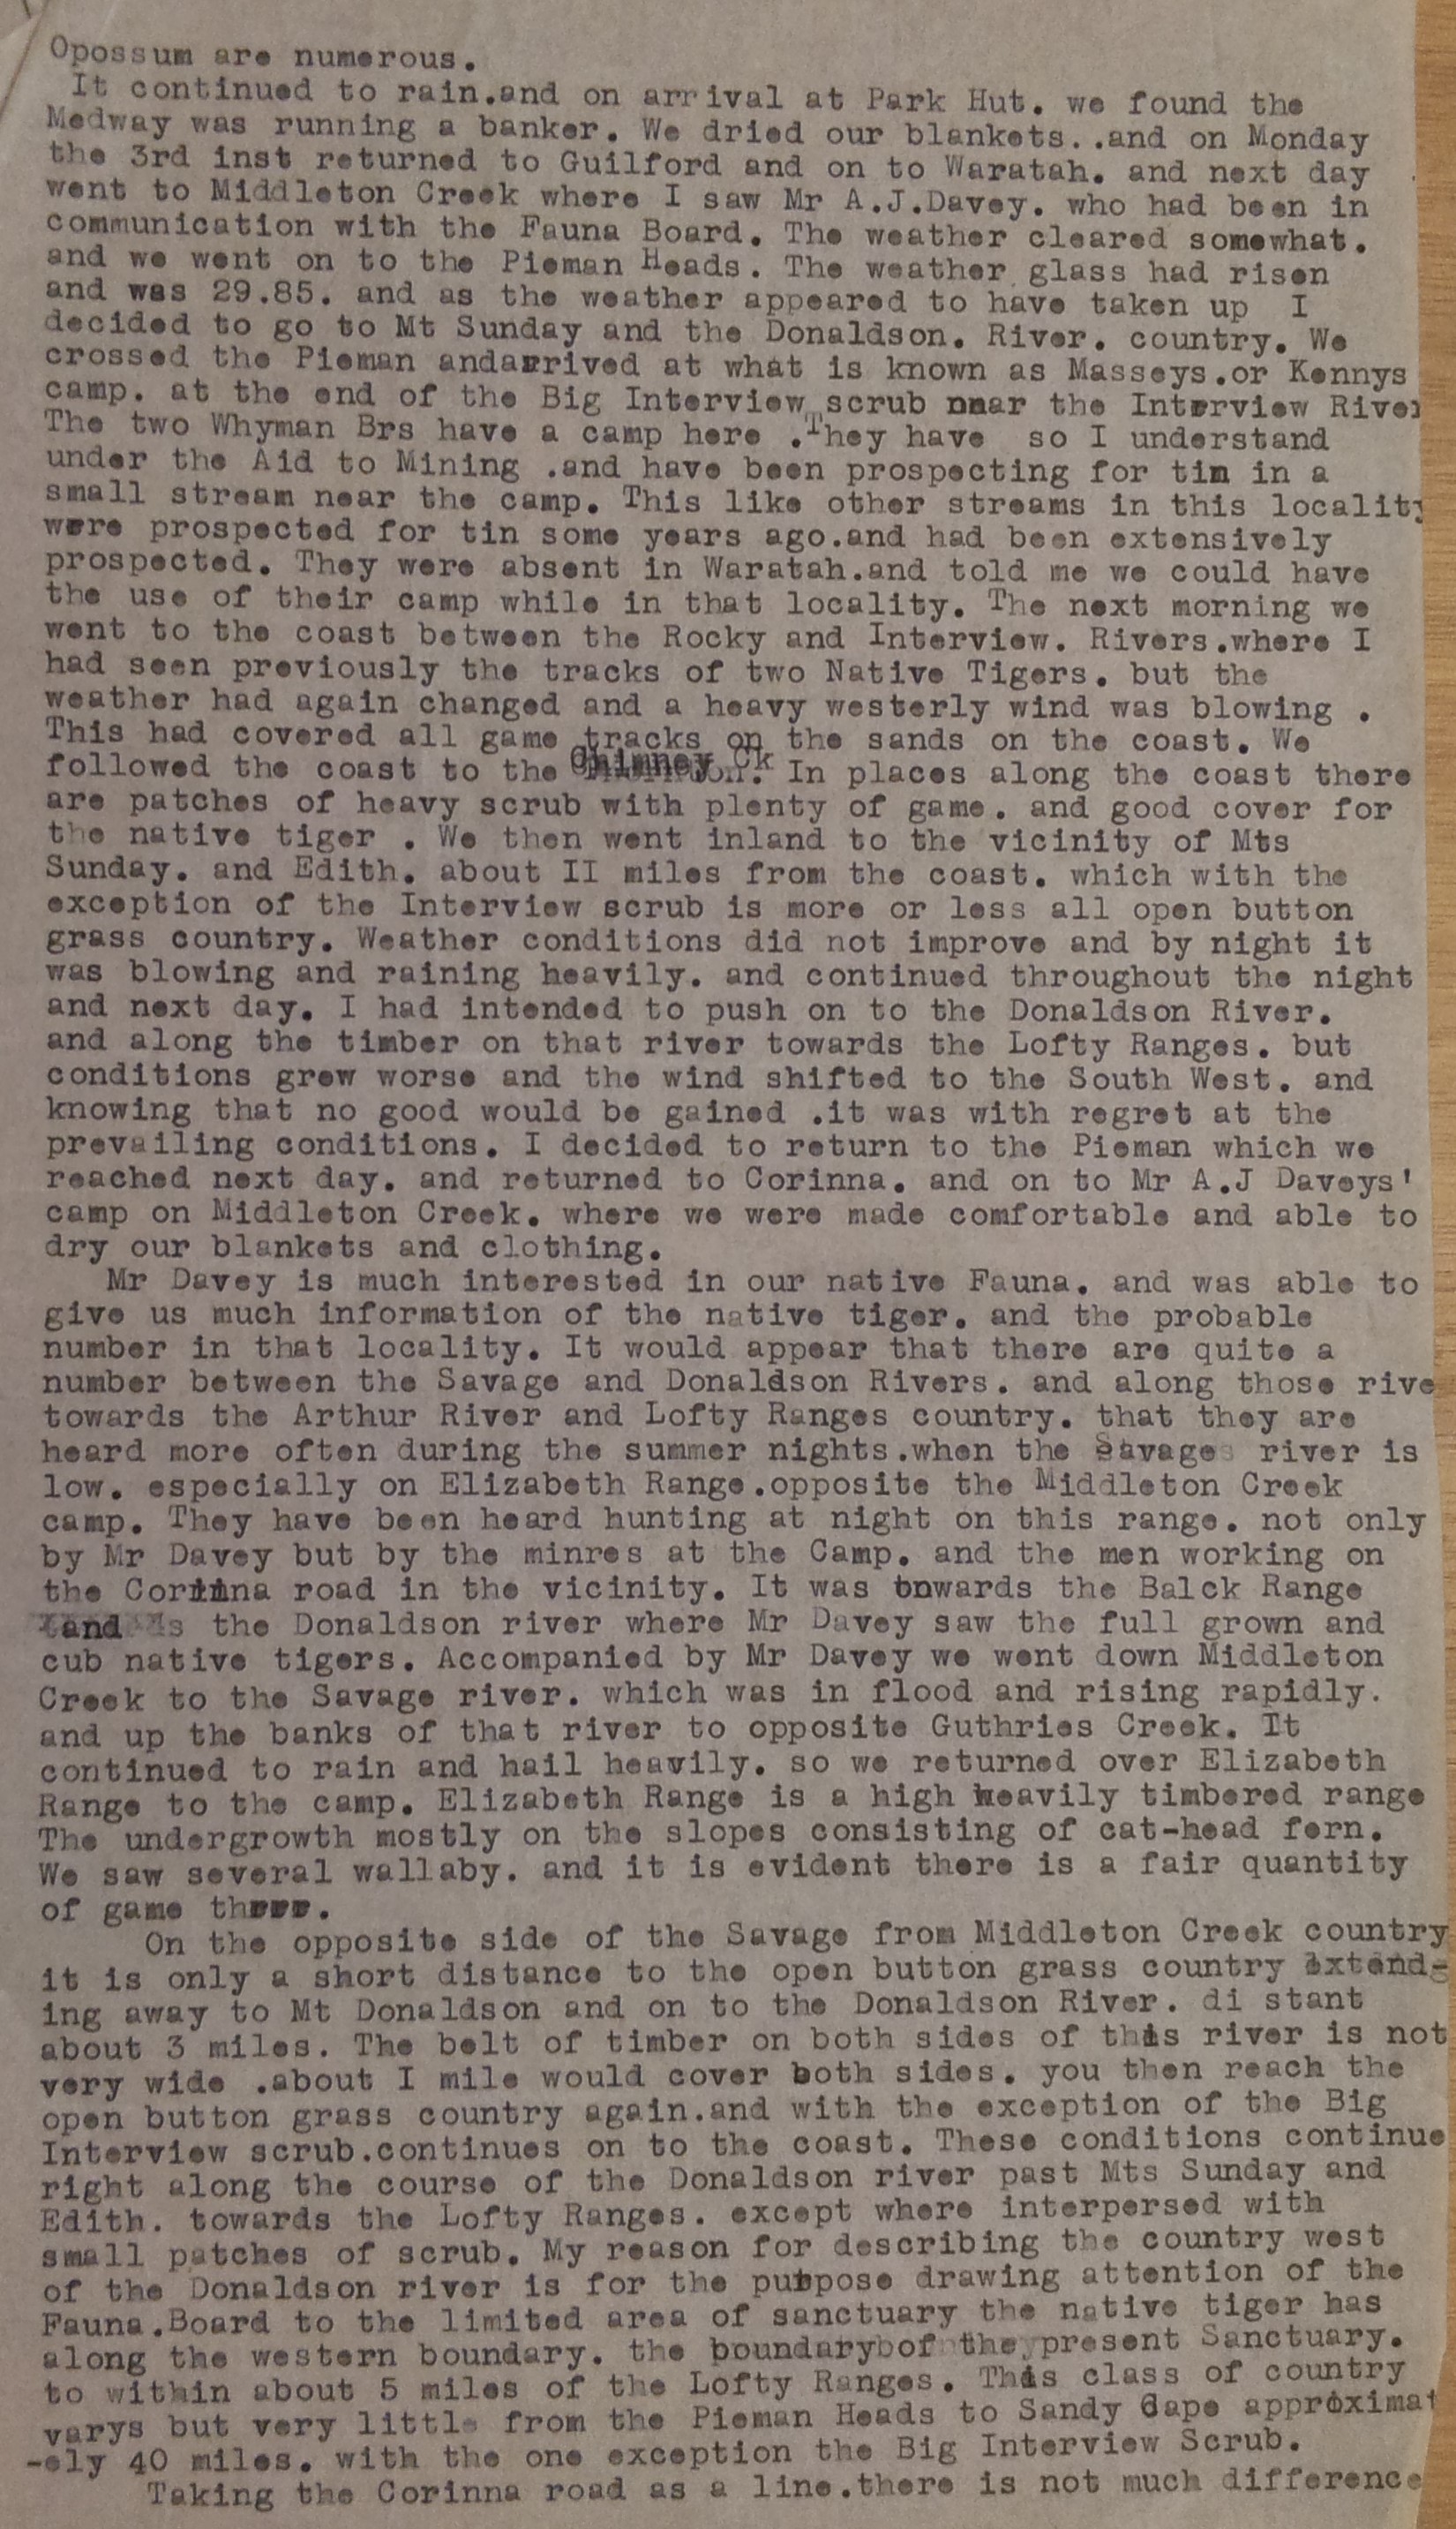 Opossum are numerous.
It continued to rain.and on arrival at Park Hut. we found the
Medway was running a banker. We dried our blankets..and on Monday
the 3rd inst returned to Guilford and on to Waratah. and next day
went to Middleton Creek where I saw Mr A.J.Davey. who had been in
communication with the Fauna Board. The weather cleared somewhat.
and we went on to the Pieman Heads. The weather glass had risen
and was 29.85. and as the weather appeared to have taken up I
decided to go to Mt Sunday and the Donaldson. River. country. We
crossed the Pieman andarrived at what is known as Masseys.or Kennys
camp. at the end of the Big Interview scrub near the Interview River
The two Whyman Brs have a camp here .They have so I understand
under the Aid to Mining .and have been prospecting for tin in a
small stream near the camp. This like other streams in this locality
were prospected for tin some years ago.and had been extensively
prospected. They were absent in Waratah.and told me we could have
the use of their camp while in that locality. The next morning we
went to the coast between the Rocky and Interview. Rivers.where I
had seen previously the tracks of two Native Tigers. but the
weather had again changed and a heavy westerly wind was blowing .
This had covered all game tracks on the sands on the coast. We
followed the coast to the Chimney Ck. In places along the coast there
are patches of heavy scrub with plenty of game. and good cover for
the native tiger . We then went inland to the vicinity of Mts
Sunday. and Edith. about II miles from the coast. which with the
exception of the Interview scrub is more or less all open button
grass country. Weather conditions did not improve and by night it
was blowing and raining heavily. and continued throughout the night
and next day. I had intended to push on to the Donaldson River.
and along the timber on that river towards the Lofty Ranges. but
conditions grew worse and the wind shifted to the South West. and
knowing that no good would be gained .it was with regret at the
prevailing conditions. I decided to return to the Pieman which we
reached next day. and returned to Corinna. and on to Mr A.J Daveys'
camp on Middleton Creek. where we were made comfortable and able to
dry our blankets and clothing.
Mr Davey is much interested in our native Fauna. and was able to
give us much information of the native tiger. and the probable
number in that locality. It would appear that there are quite a
number between the Savage and Donaldson Rivers. and along those rive
towards the Arthur River and Lofty Ranges country. that they are
heard more often during the summer nights.when the Savage river is
low. especially on Elizabeth Range.opposite the Middleton Creek
camp. They have been heard hunting at night on this range. not only
by Mr Davey but by the minres at the Camp. and the men working on
the Corinna road in the vicinity. It was onwards the Balck Range
and the Donaldson river where Mr Davey saw the full grown and
cub native tigers. Accompanied by Mr Davey we went down Middleton
Creek to the Savage river. which was in flood and rising rapidly.
and up the banks of that river to opposite Guthries Creek. It
continued to rain and hail heavily. so we returned over Elizabeth
Range to the camp. Elizabeth Range is a high heavily timbered range
The undergrowth mostly on the slopes consisting of cat-head fern.
We saw several wallaby. and it is evident there is a fair quantity
of game
On the opposite side of the Savage from Middleton Creek country
it is only a short distance to the open button grass country extend-
ing away to Mt Donaldson and on to the Donaldson River. di stant
about 3 miles. The belt of timber on both sides of this river is not
very wide .about I mile would cover both sides. you then reach the
open button grass country again.and with the exception of the Big
Interview scrub.continues on to the coast. These conditions continue
right along the course of the Donaldson river past Mts Sunday and
Edith. towards the Lofty Ranges. except where interpersed with
small patches of scrub. My reason for describing the country west
of the Donaldson river is for the purpose drawing attention of the
Fauna.Board to the limited area of sanctuary the native tiger has
along the western boundary. the boundary of the present Sanctuary.
to within about 5 miles of the Lofty Ranges. This class of country
varys but very little from the Pieman Heads to Sandy Cape approximat
-ely 40 miles. with the one exception the Big Interview Scrub.
Taking the Corinna road as a line.there is not much difference